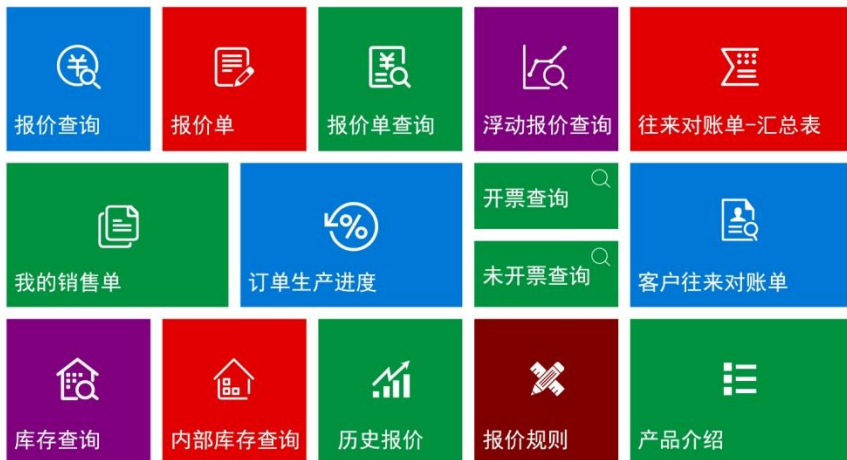 报价查询
报价单
报价单查询
浮动报价查询
往来对账单-汇总表
我的销售单
订单生产进度
开票查询
未开票查询
客户往来对账单
库存查询
内部库存查询
历史报价
报价规则
产品介绍